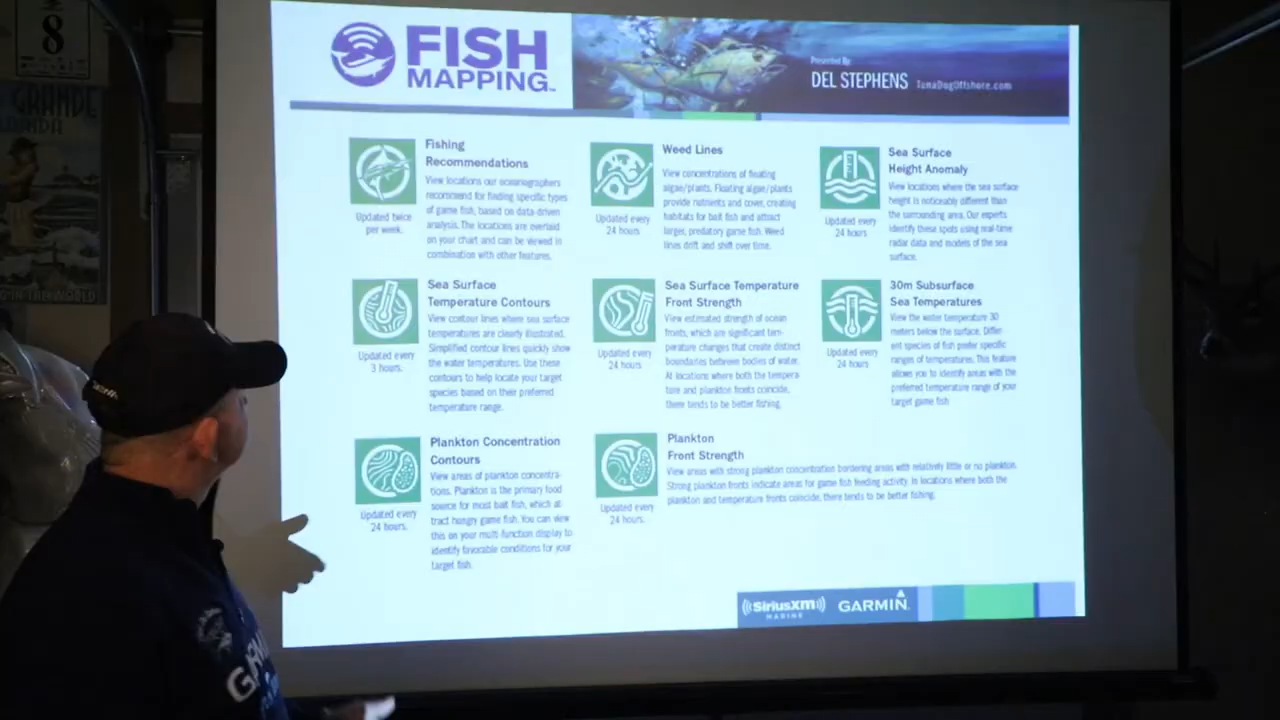 8
GRANDE
FISH
MAPPING™
Presented By:
DEL STEPHENS TunaDogOffshore.com
Fishing
Recommendations
View locations our oceanographers
recommend for finding specific types
of game fish, based on data-driven
analysis. The locations are overlaid
on your chart and can be viewed in
combination with other features.
Updated twice
per week.
Weed Lines
View concentrations of floating
algae/plants. Floating algae/plants
provide nutrients and cover, creating
habitats for bait fish and attract
larger, predatory game fish. Weed
lines drift and shift over time.
Updated every
24 hours
Sea Surface
Height Anomaly
View locations where the sea surface
height is noticeably different than
the surrounding area. Our experts
identify these spots using real-time
radar data and models of the sea
surface.
Updated every
24 hours
Sea Surface
Temperature Contours
View contour lines where sea surface
temperatures are clearly illustrated.
Simplified contour lines quickly show
the water temperatures. Use these
contours to help locate your target
species based on their preferred
temperature range.
Updated every
3 hours.
Sea Surface Temperature
Front Strength
View estimated strength of ocean
fronts, which are significant tem-
perature changes that create distinct
boundaries between bodies of water.
At locations where both the tempera-
ture and plankton fronts coincide,
there tends to be better fishing.
Updated every
24 hours
30m Subsurface
Sea Temperatures
View the water temperature 30
meters below the surface. Differ
ent species of fish prefer specific
ranges of temperatures. This feature
allows you to identify areas with the
preferred temperature range of your
target game fish
Updated every
24 hours
Plankton Concentration
Contours
View areas of plankton concentra-
tions. Plankton is the primary food
source for most bait fish, which at-
tract hungry game fish. You can view
this on your multi-function display to
identify favorable conditions for your
target fish.
Updated every
24 hours.
Plankton
Front Strength
View areas with strong plankton concentration bordering areas with relatively little or no plankton.
Strong plankton fronts indicate areas for game fish feeding activity. In locations where both the
plankton and temperature fronts coincide, there tends to be better fishing.
Updated every
24 hours.
SiriusXM
MARINE
GARMIN
IN THE WORLD